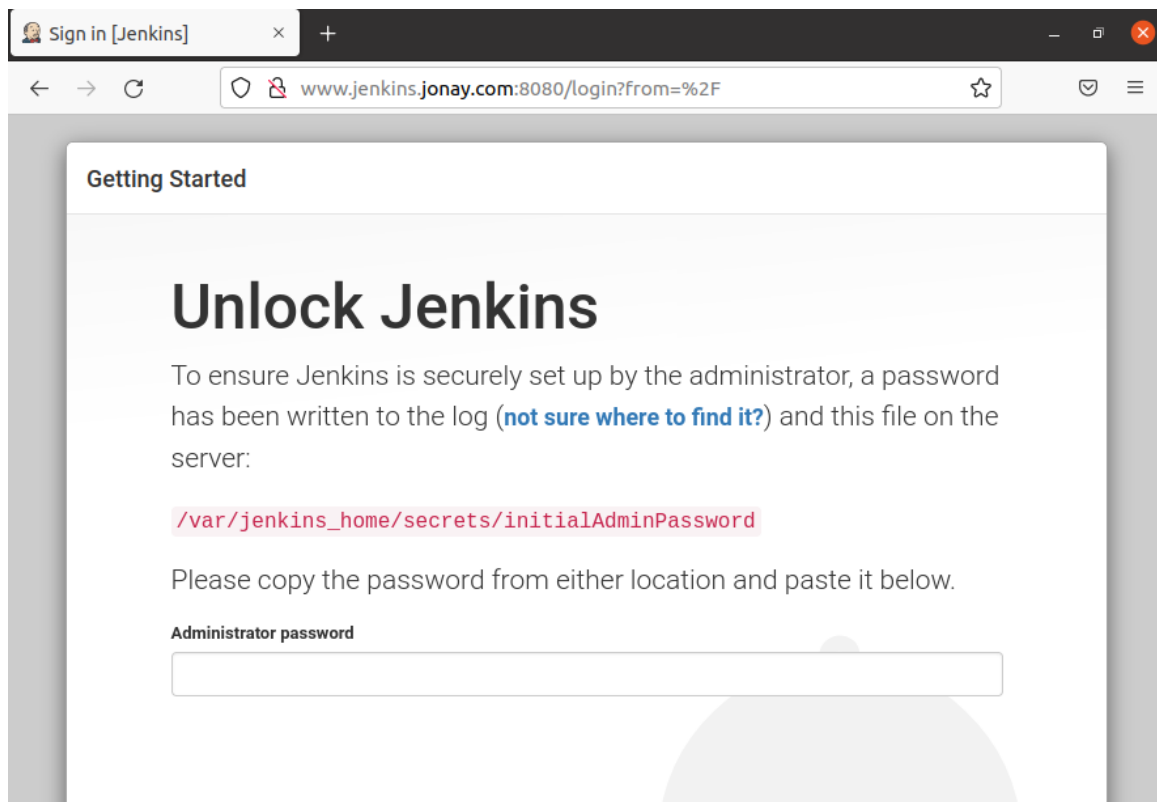 Sign in [Jenkins]
www.jenkins.jonay.com:8080/login?from=%2F
Getting Started
Unlock Jenkins
To ensure Jenkins is securely set up by the administrator, a password
has been written to the log (not sure where to find it?) and this file on the
server:
/var/jenkins_home/secrets/initialAdminPassword
Please copy the password from either location and paste it below.
Administrator password